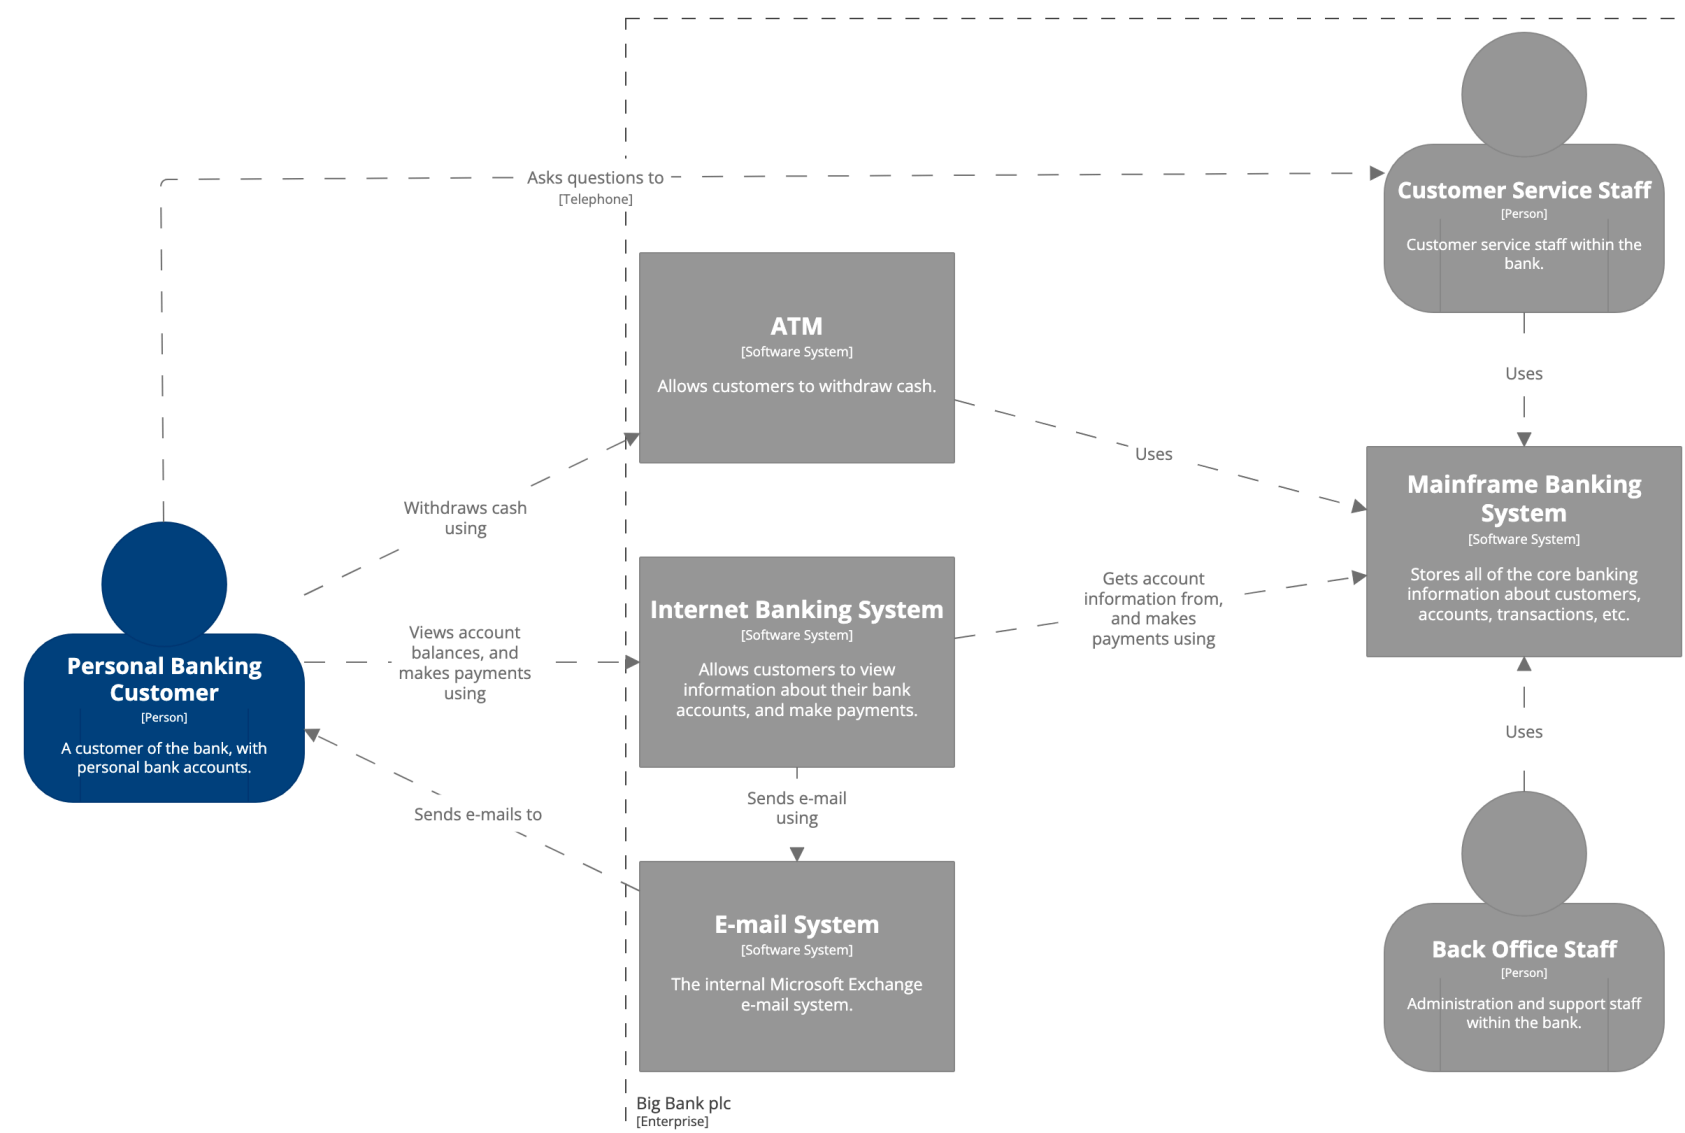 Asks questions to
[Telephone]
Customer Service Staff
[Person]
Customer service staff within the
bank.
ATM
[Software System]
Allows customers to withdraw cash.
Uses
Uses
Withdraws cash
using
Mainframe Banking
System
[Software System]
Stores all of the core banking
information about customers,
accounts, transactions, etc.
Gets account
information from,
and makes
payments using
Internet Banking System
[Software System]
Allows customers to view
information about their bank
accounts, and make payments.
Views account
balances, and
makes payments
using
Personal Banking
Customer
[Person]
A customer of the bank, with
personal bank accounts.
Uses
Sends e-mail
using
Sends e-mails to
E-mail System
[Software System]
The internal Microsoft Exchange
e-mail system.
Back Office Staff
[Person]
Administration and support staff
within the bank.
Big Bank plc
[Enterprise]